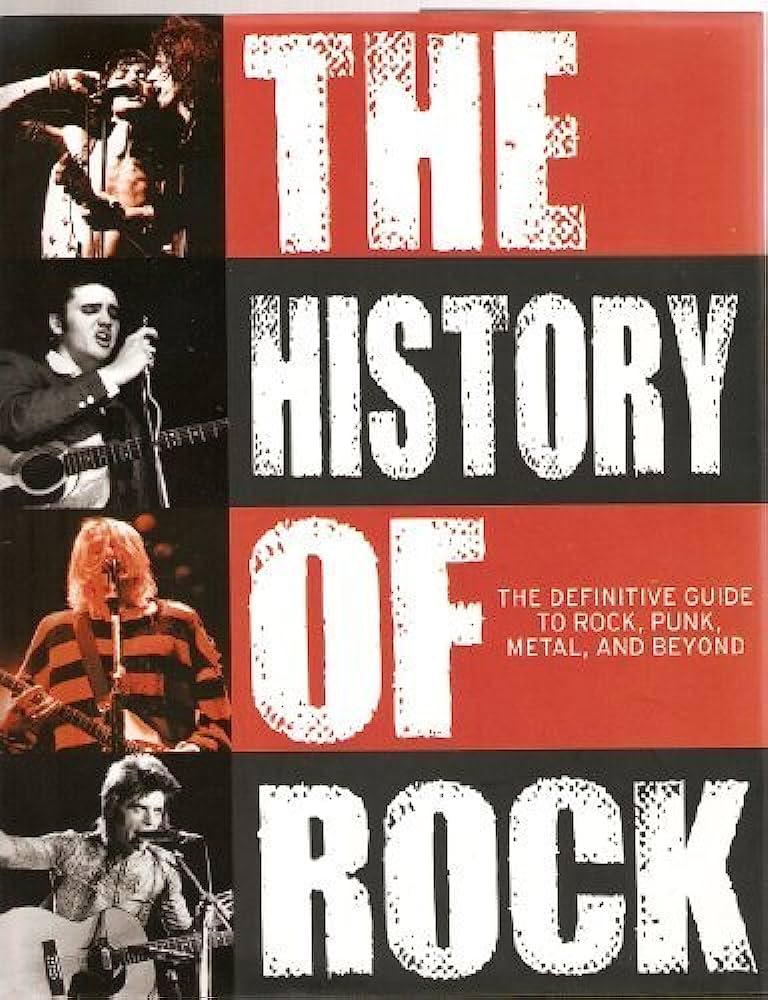 THE
HISTORY
OF
THE DEFINITIVE GUIDE
TO ROCK, PUNK,
METAL, AND BEYOND
ROCK